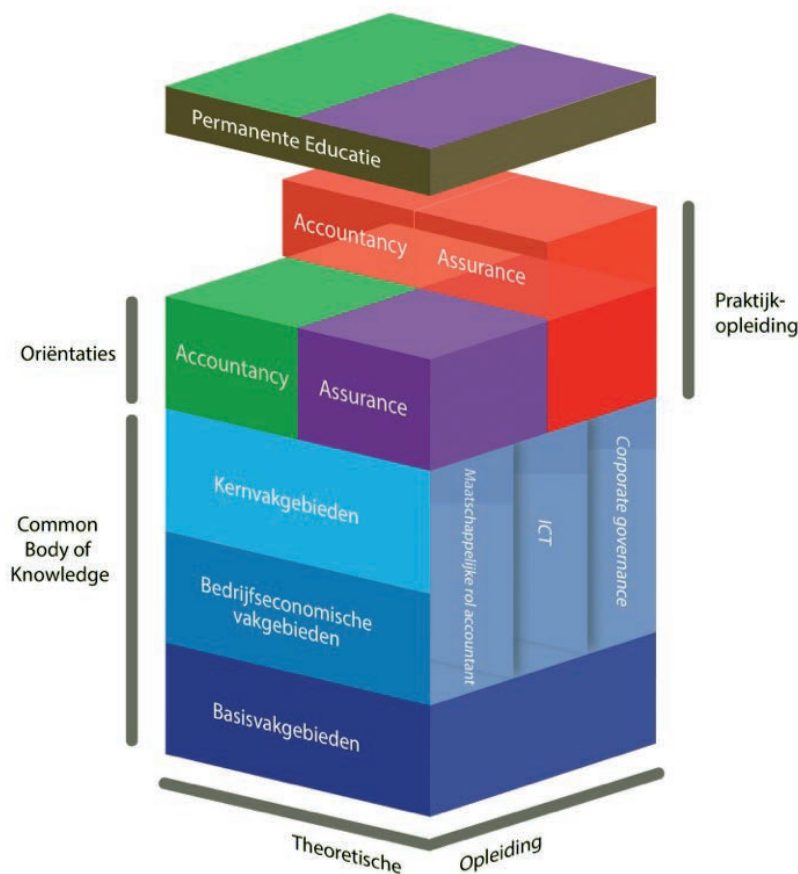 Permanente Educatie
Accountancy
Assurance
Praktijk-
opleiding
Oriëntaties
Accountancy
Assurance
Common
Body of
Knowledge
Kernvakgebieden
Bedrijfseconomische
vakgebieden
Basisvakgebieden
Maatschappelijke rol accountant
ICT
Corporate governance
Theoretische
Opleiding